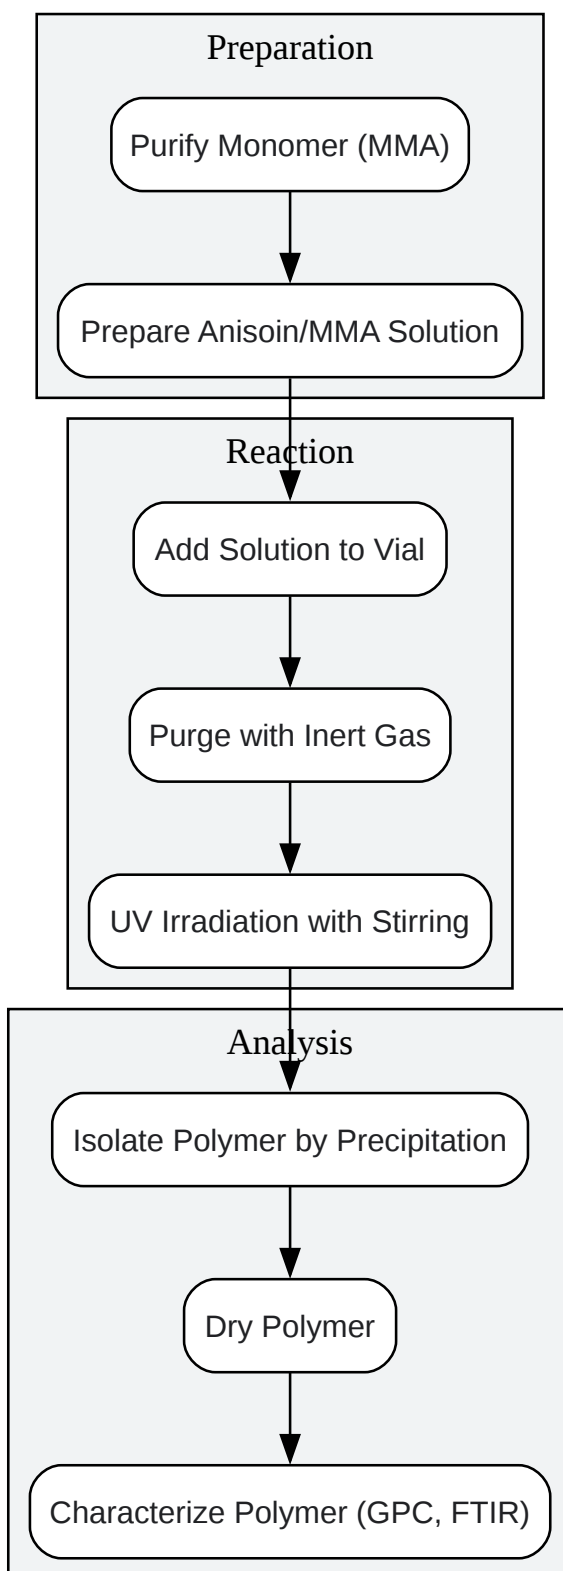 Preparation
Purify Monomer (MMA)
Prepare Anisoin/MMA Solution
Reaction
Add Solution to Vial
Purge with Inert Gas
UV Irradiation with Stirring
Analysis
Isolate Polymer by Precipitation
Dry Polymer
Characterize Polymer (GPC, FTIR)